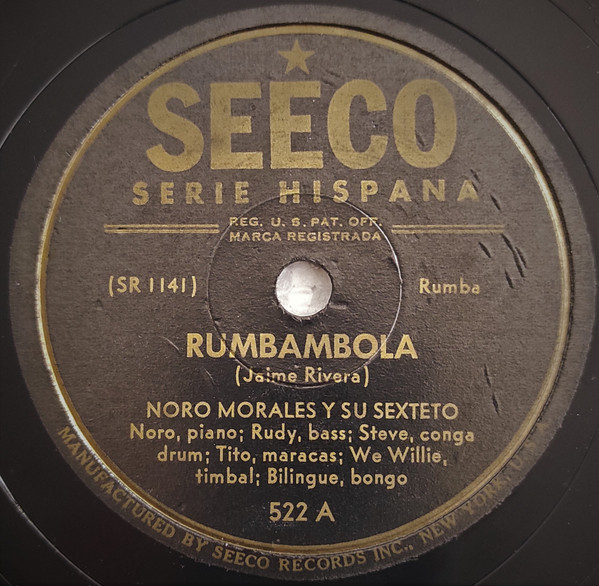 SEECO
SERIE HISPANA
REG. U. S. PAT. OFF.
MARCA REGISTRADA
(SR 1141)
Rumba
RUMBAMBOLA
(Jaime Rivera)
NORO MORALES Y SU SEXTETO
Noro, piano; Rudy, bass; Steve, conga
drum; Tito, maracas; We Willie,
timbal; Bilingue, bongo
522 A
MANUFACTURED BY SEECO RECORDS INC., NEW YORK, U.S.A.